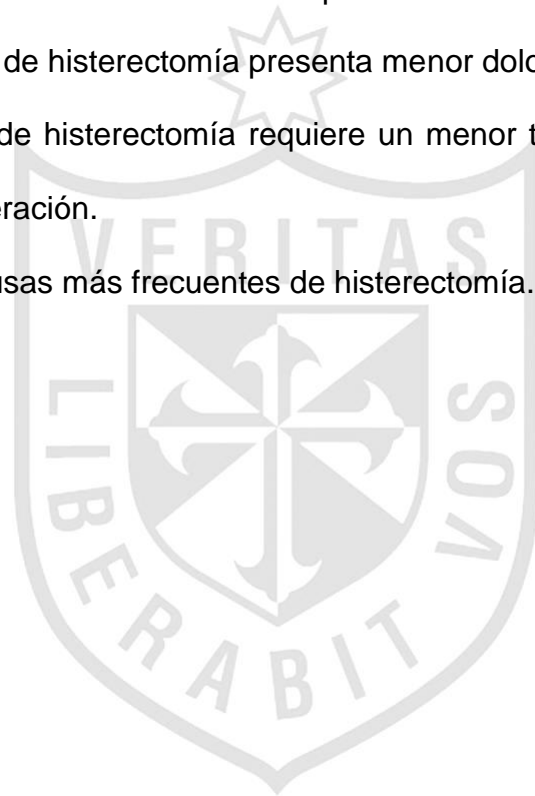 de histerectomía presenta menor dolo
de histerectomía requiere un menor t
eración.
usas más frecuentes de histerectomía.
VERITAS
LIBERABIT VOS